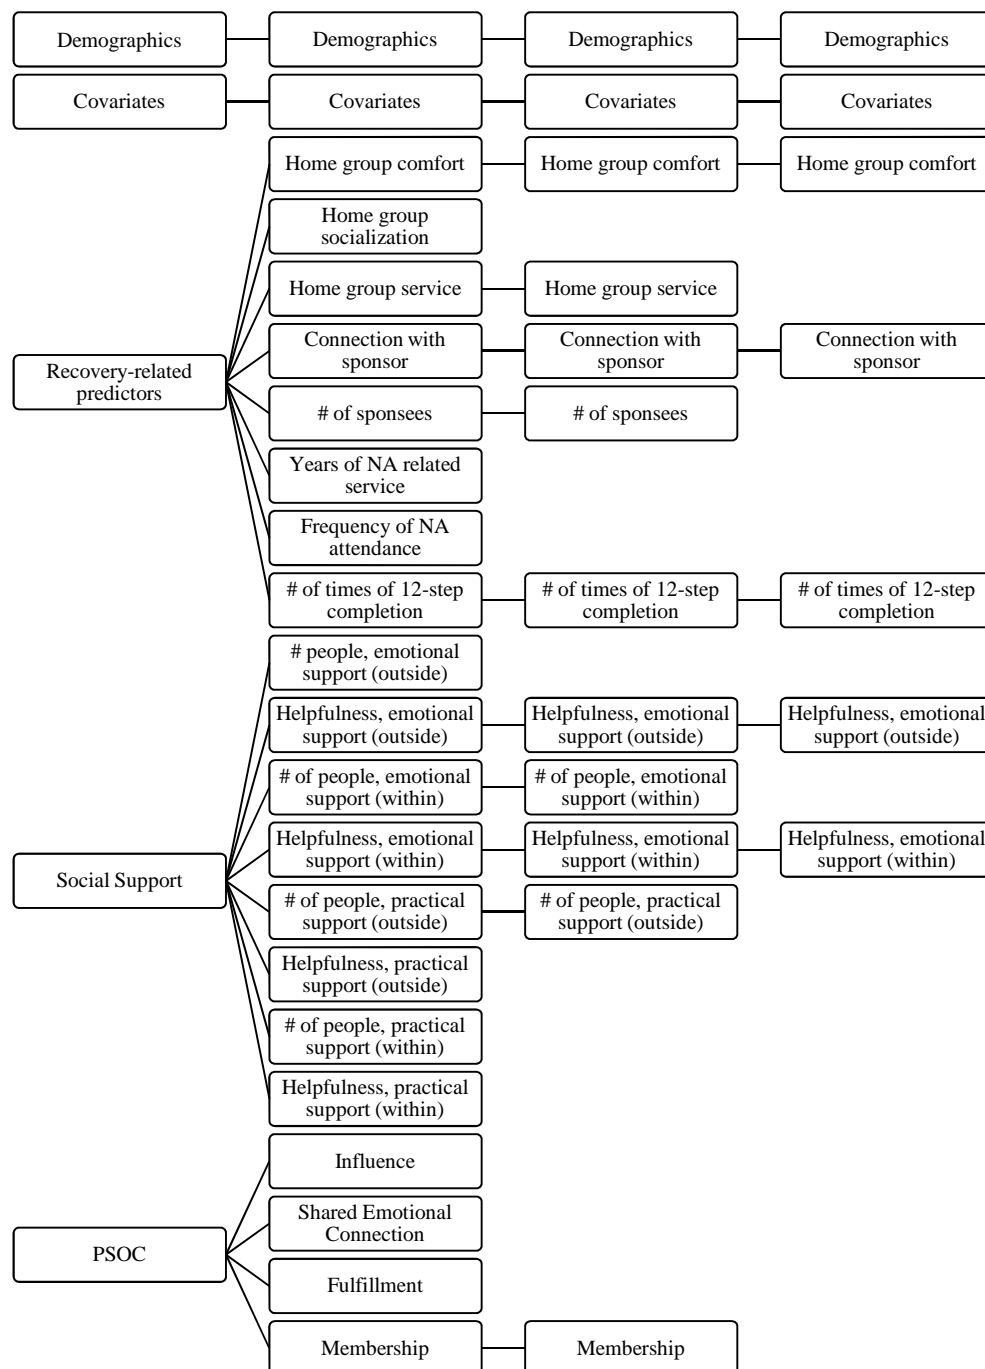 Demographics
Demographics
Demographics
Demographics
Covariates
Covariates
Covariates
Covariates
Recovery-related
predictors
Home group comfort
Home group comfort
Home group comfort
Home group
socialization
Home group service
Home group service
Connection with
sponsor
Connection with
sponsor
Connection with
sponsor
# of sponsees
# of sponsees
Years of NA related
service
Frequency of NA
attendance
# of times of 12-step
completion
# of times of 12-step
completion
# of times of 12-step
completion
Social Support
# people, emotional
support (outside)
Helpfulness, emotional
support (outside)
Helpfulness, emotional
support (outside)
Helpfulness, emotional
support (outside)
# of people, emotional
support (within)
# of people, emotional
support (within)
Helpfulness, emotional
support (within)
Helpfulness, emotional
support (within)
Helpfulness, emotional
support (within)
# of people, practical
support (outside)
# of people, practical
support (outside)
Helpfulness, practical
support (outside)
# of people, practical
support (within)
Helpfulness, practical
support (within)
PSOC
Influence
Shared Emotional
Connection
Fulfillment
Membership
Membership